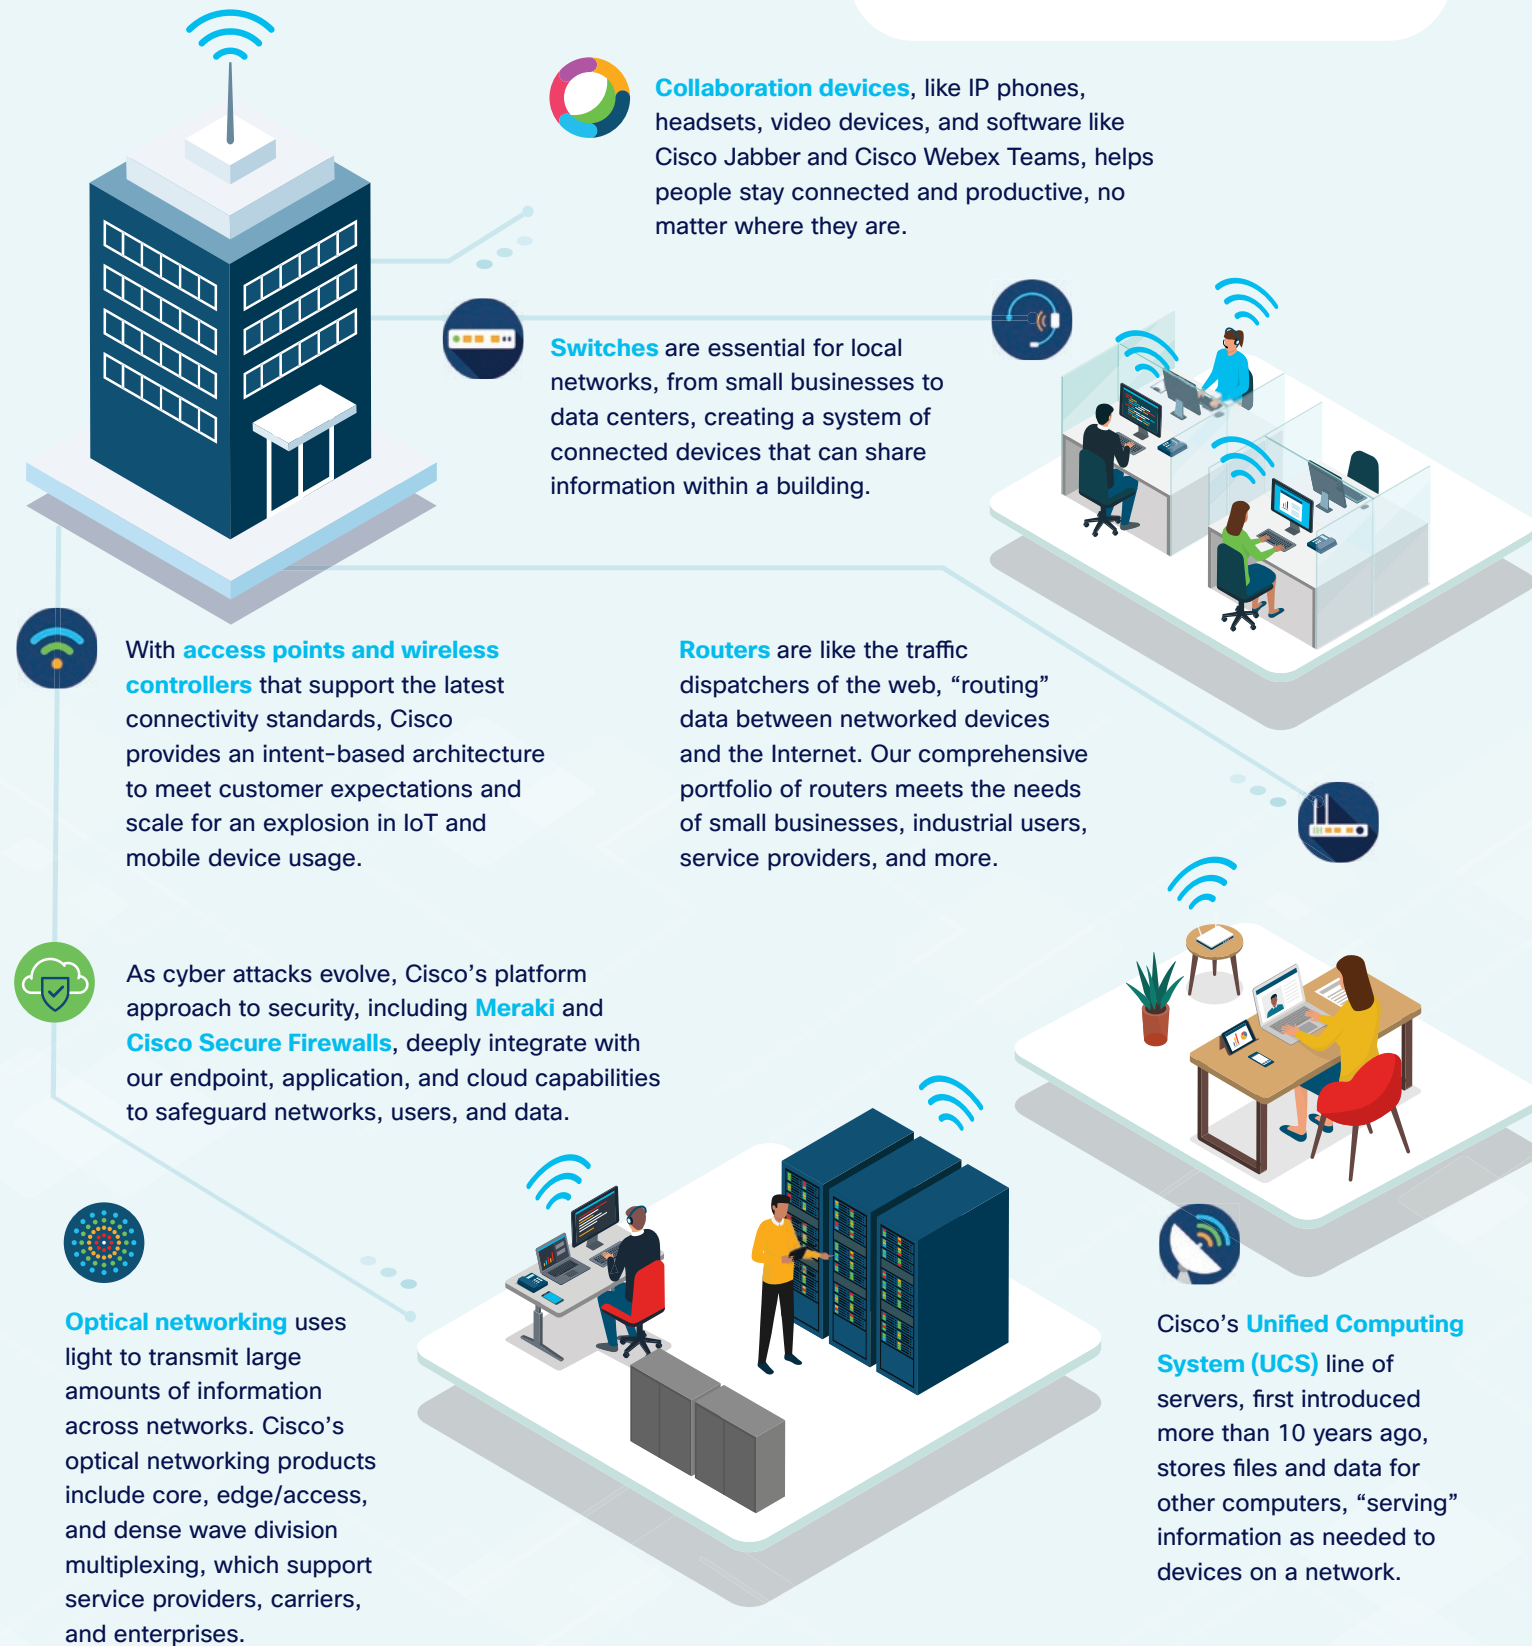 Collaboration devices, like IP phones,
headsets, video devices, and software like
Cisco Jabber and Cisco Webex Teams, helps
people stay connected and productive, no
matter where they are.
Switches are essential for local
networks, from small businesses to
data centers, creating a system of
connected devices that can share
information within a building.
With access points and wireless
controllers that support the latest
connectivity standards, Cisco
provides an intent-based architecture
to meet customer expectations and
scale for an explosion in IoT and
mobile device usage.
Routers are like the traffic
dispatchers of the web, “routing”
data between networked devices
and the Internet. Our comprehensive
portfolio of routers meets the needs
of small businesses, industrial users,
service providers, and more.
As cyber attacks evolve, Cisco’s platform
approach to security, including Meraki and
Cisco Secure Firewalls, deeply integrate with
our endpoint, application, and cloud capabilities
to safeguard networks, users, and data.
Optical networking uses
light to transmit large
amounts of information
across networks. Cisco’s
optical networking products
include core, edge/access,
and dense wave division
multiplexing, which support
service providers, carriers,
and enterprises.
Cisco’s Unified Computing
System (UCS) line of
servers, first introduced
more than 10 years ago,
stores files and data for
other computers, “serving”
information as needed to
devices on a network.